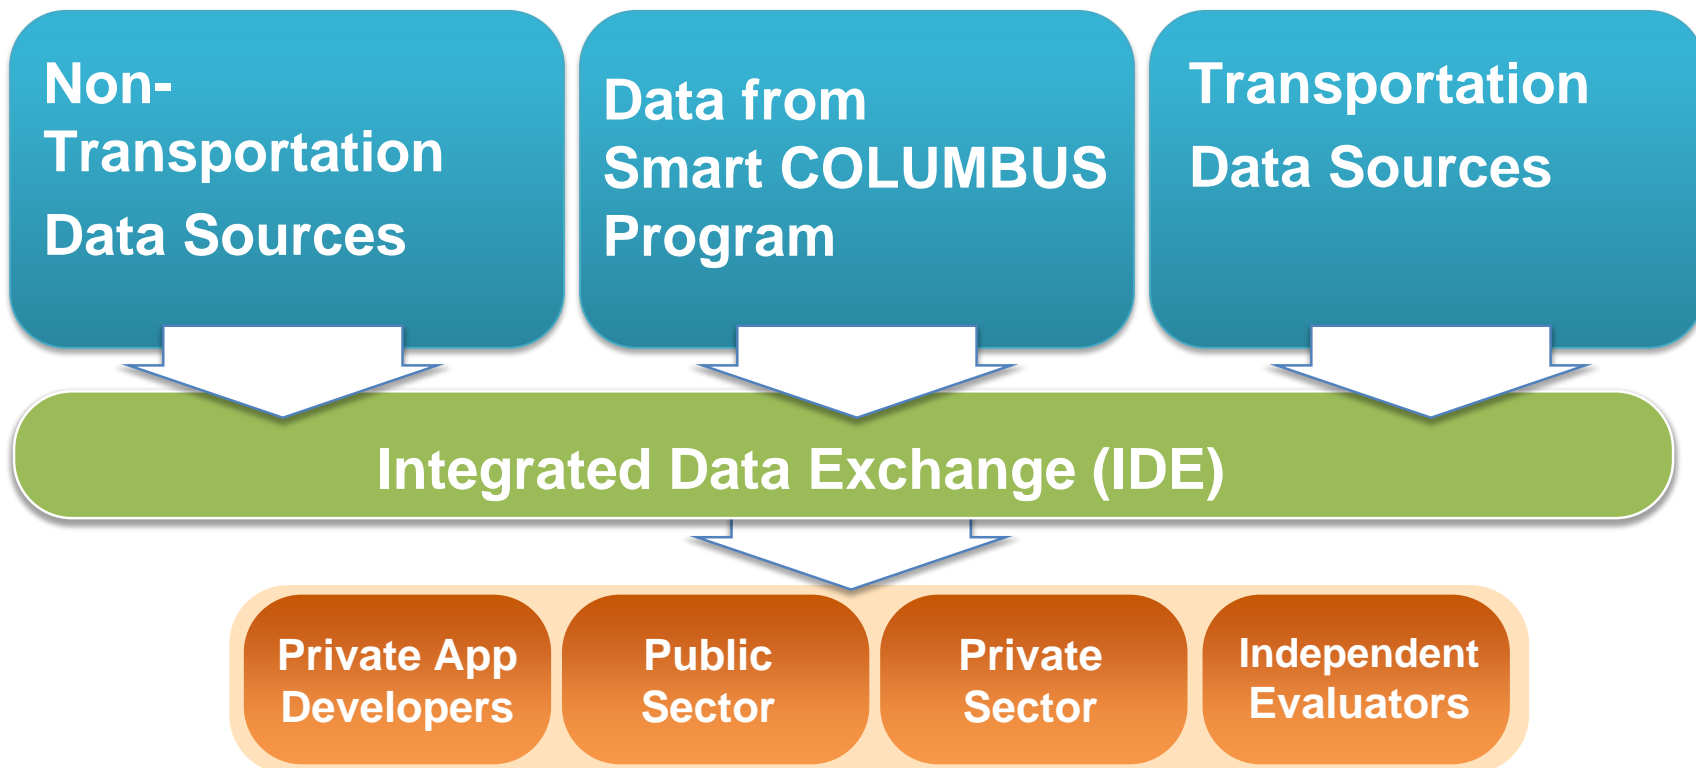 Non-
Transportation
Data Sources
Data from
Smart COLUMBUS
Program
Transportation
Data Sources
Integrated Data Exchange (IDE)
Private App
Developers
Public
Sector
Private
Sector
Independent
Evaluators